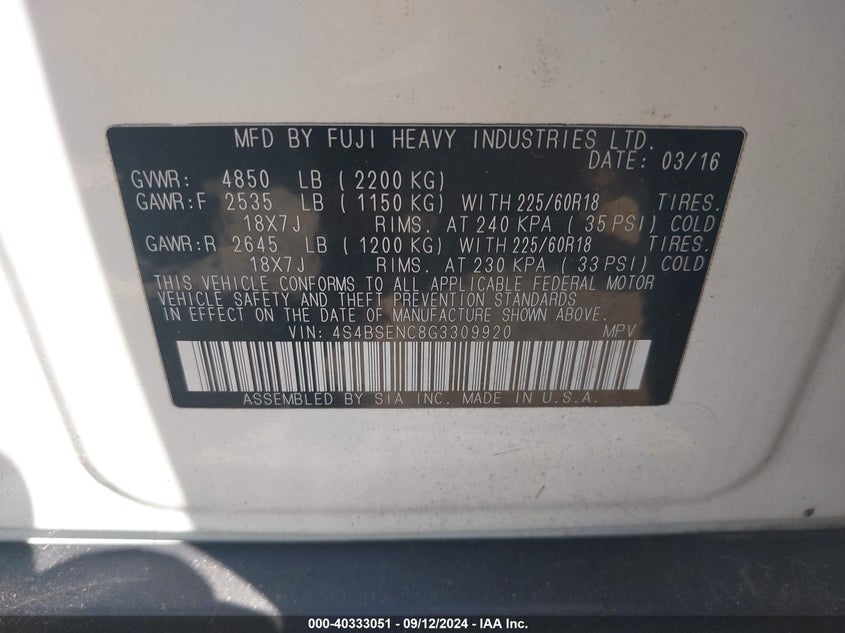 MFD BY FUJI HEAVY INDUSTRIES LTD.
DATE: 03/16
GVWR: 4850 LB ( 2200 KG)
GAWR:F 2535 LB ( 1150 KG) WITH 225/60R18 TIRES.
18X7J RIMS. AT 240 KPA ( 35 PSI) COLD
GAWR:R 2645 LB ( 1200 KG) WITH 225/60R18 TIRES.
18X7J RIMS. AT 230 KPA ( 33 PSI) COLD
THIS VEHICLE CONFORMS TO ALL APPLICABLE FEDERAL MOTOR
VEHICLE SAFETY AND THEFT PREVENTION STANDARDS
IN EFFECT ON THE DATE OF MANUFACTURE SHOWN ABOVE.
VIN: 4S4BSENC8G3309920 MPV
ASSEMBLED BY SIA INC. MADE IN U.S.A.
000-40333051 - 09/12/2024 - IAA Inc.